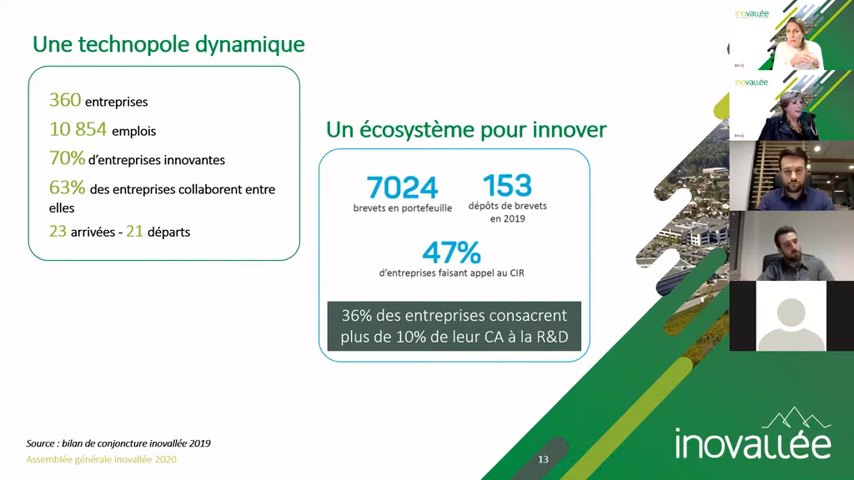 Une technopole dynamique
360 entreprises
10 854 emplois
70% d'entreprises innovantes
63% des entreprises collaborent entre
elles
23 arrivées - 21 départs
Un écosystème pour innover
7024
brevets en portefeuille
153
dépôts de brevets
en 2019
47%
d'entreprises faisant appel au CIR
36% des entreprises consacrent
plus de 10% de leur CA à la R&D
Source : bilan de conjoncture inovallée 2019
Assemblée générale inovallée 2020
13
inovallée
inovallée
inovallée